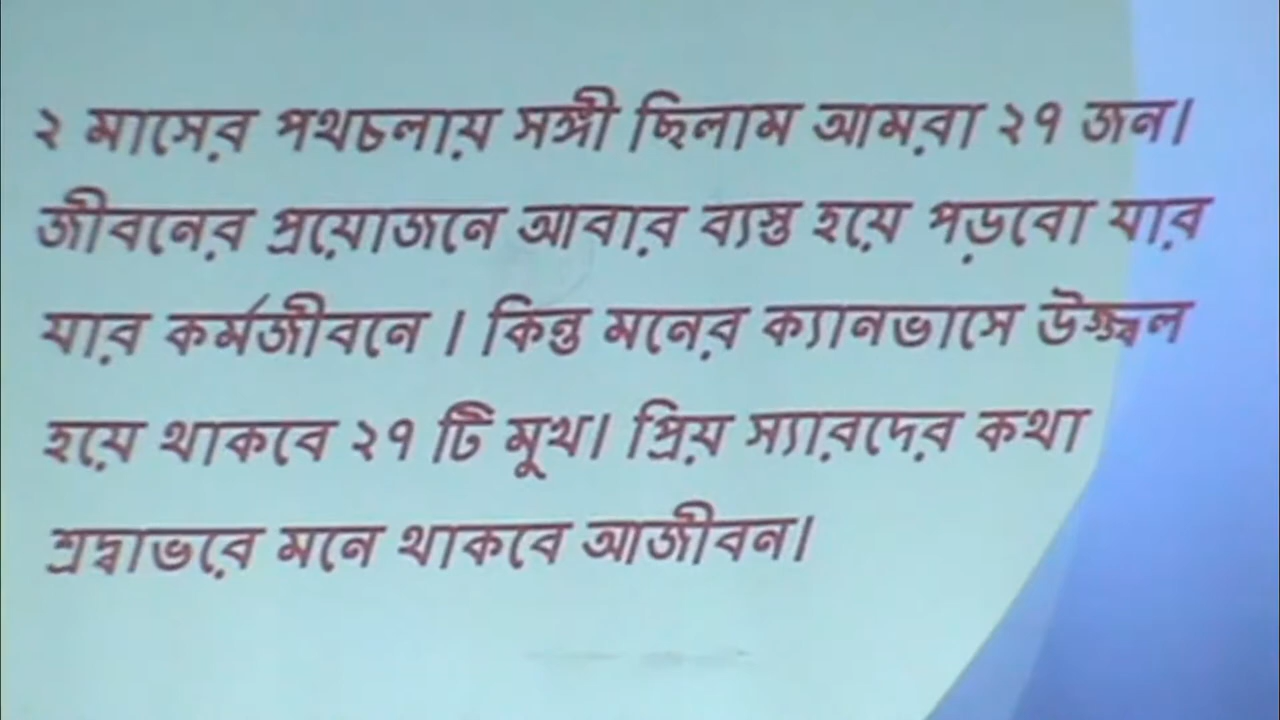 ২ মাসের পথচলায় সঙ্গী ছিলাম আমরা ২৭ জন।
জীবনের প্রয়োজনে আবার ব্যস্ত হয়ে পড়বো যার
যার কর্মজীবনে । কিন্তু মনের ক্যানভাসে উজ্জ্বল
হয়ে থাকবে ২৭ টি মুখ। প্রিয় স্যারদের কথা
শ্রদ্ধাভরে মনে থাকবে আজীবন।